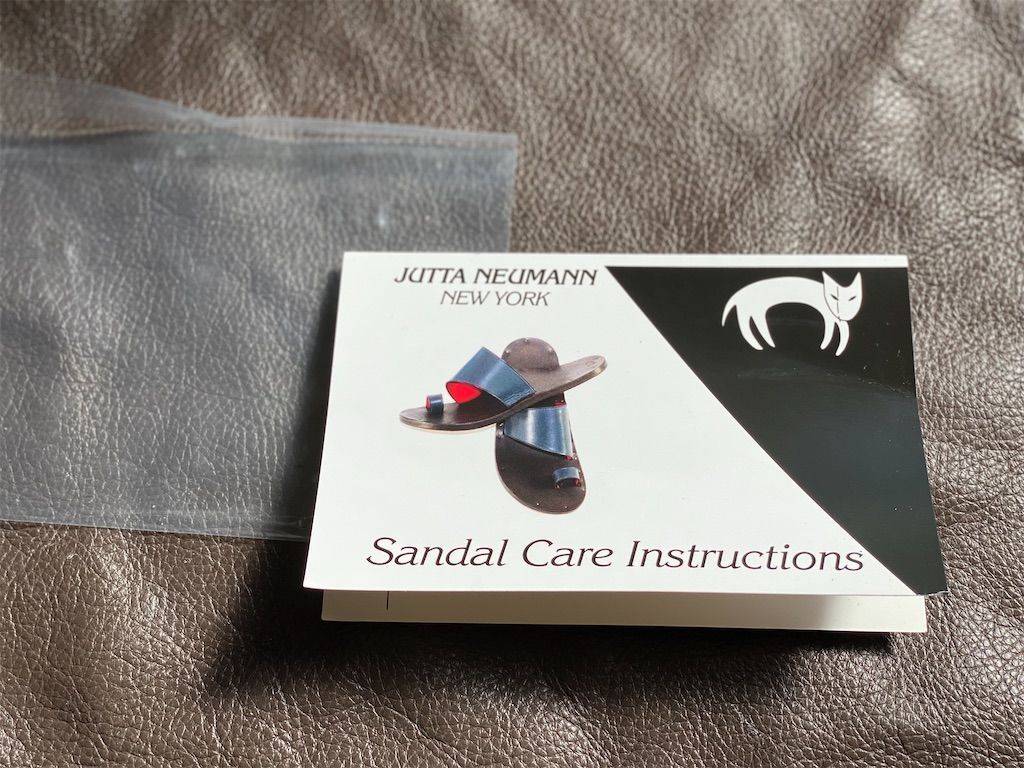 JUTTA NEUMANN
NEW YORK
Sandal Care Instructions